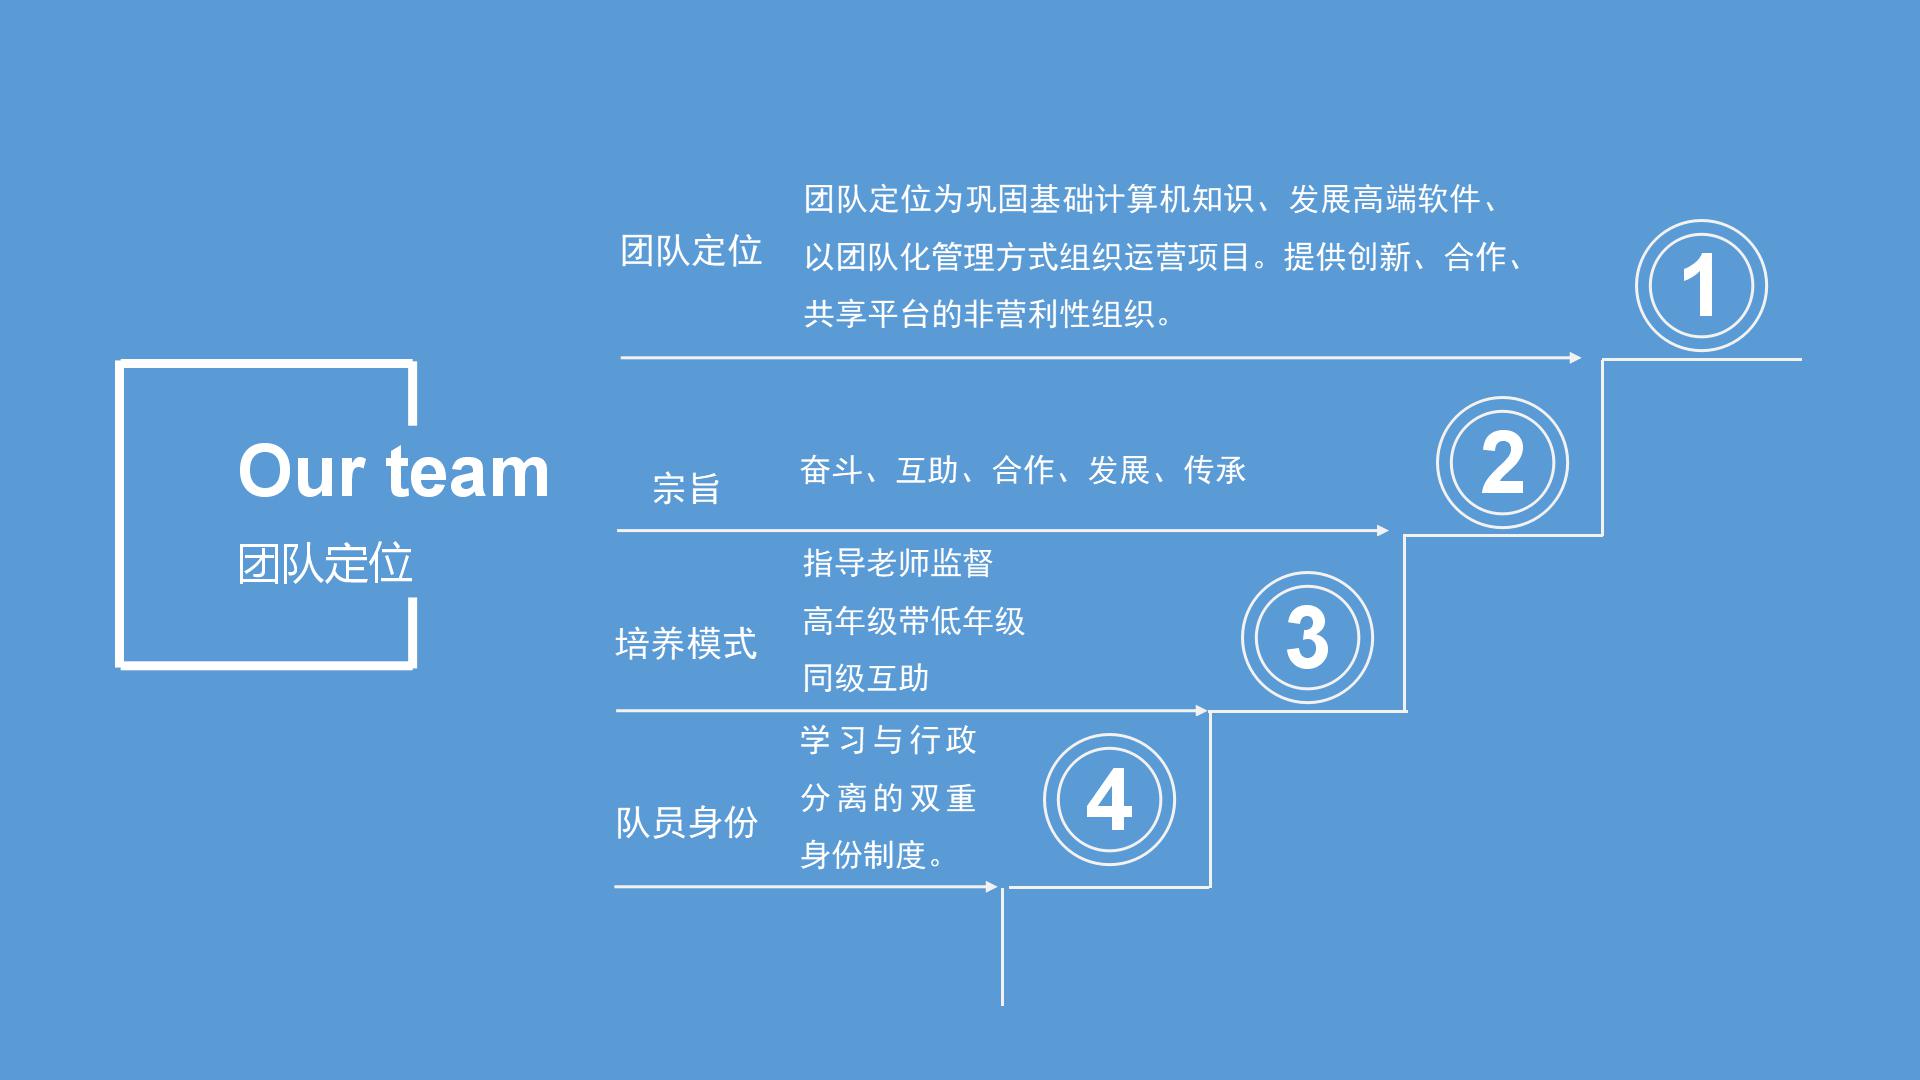 Our team
团队定位
团队定位
团队定位为巩固基础计算机知识、发展高端软件、
以团队化管理方式组织运营项目。提供创新、合作、
共享平台的非营利性组织。
1
宗旨
奋斗、互助、合作、发展、传承
2
培养模式
指导老师监督
高年级带低年级
同级互助
3
队员身份
学习与行政
分离的双重
身份制度。
4